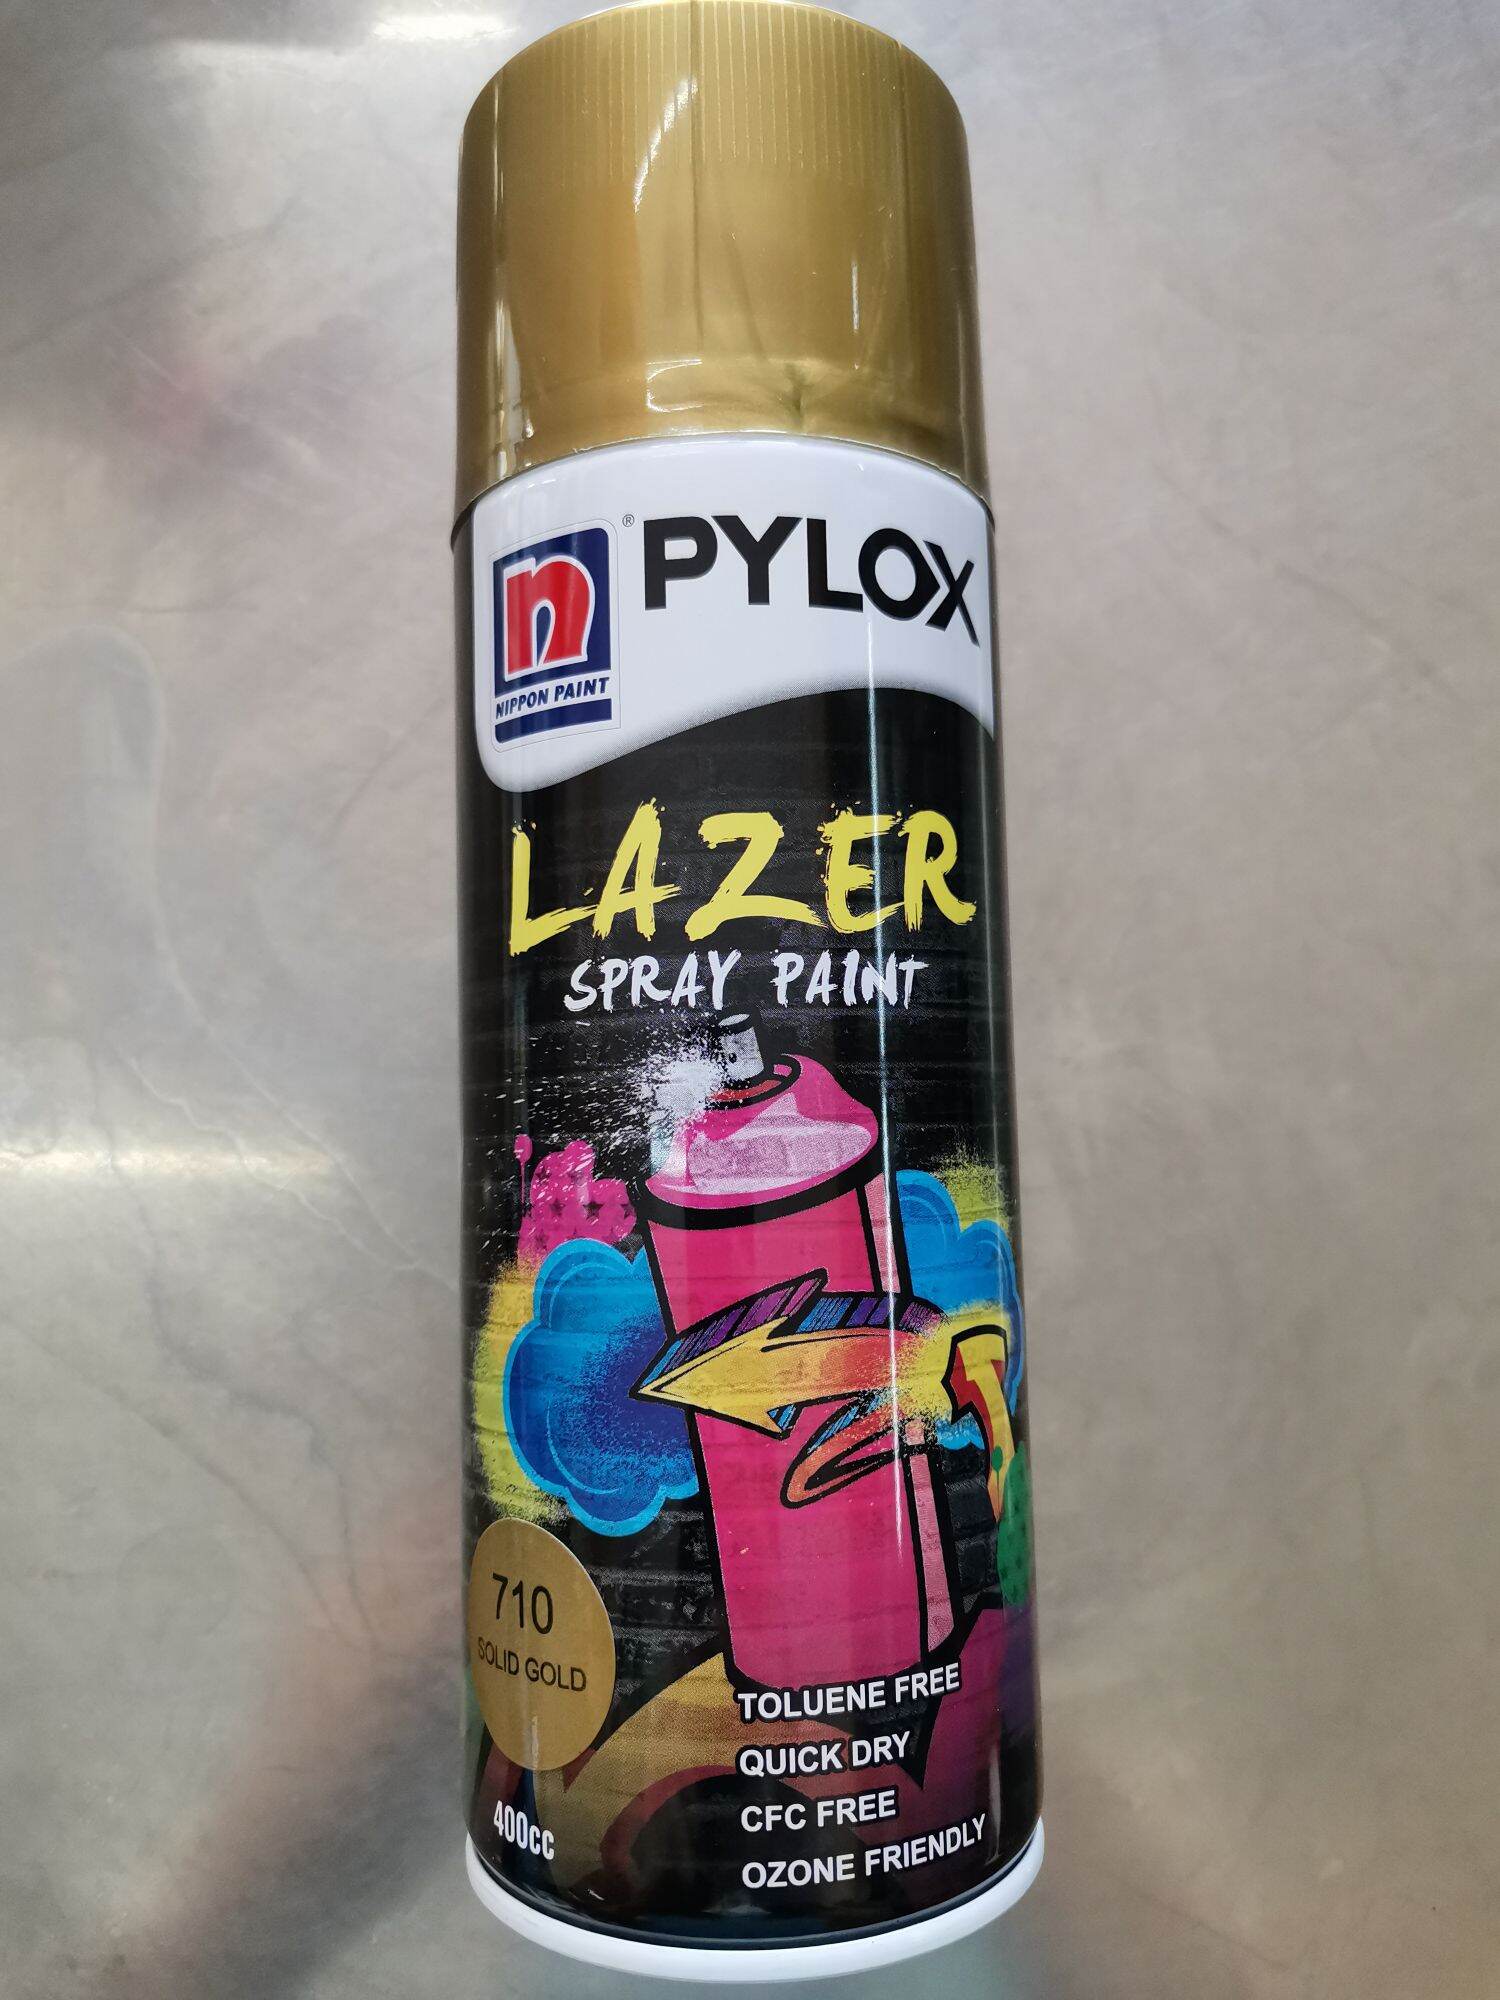 ® PYLOX
n
NIPPON PAINT
LAZER
SPRAY PAINT
710
SOLID GOLD
TOLUENE FREE
QUICK DRY
CFC FREE
OZONE FRIENDLY
400cc